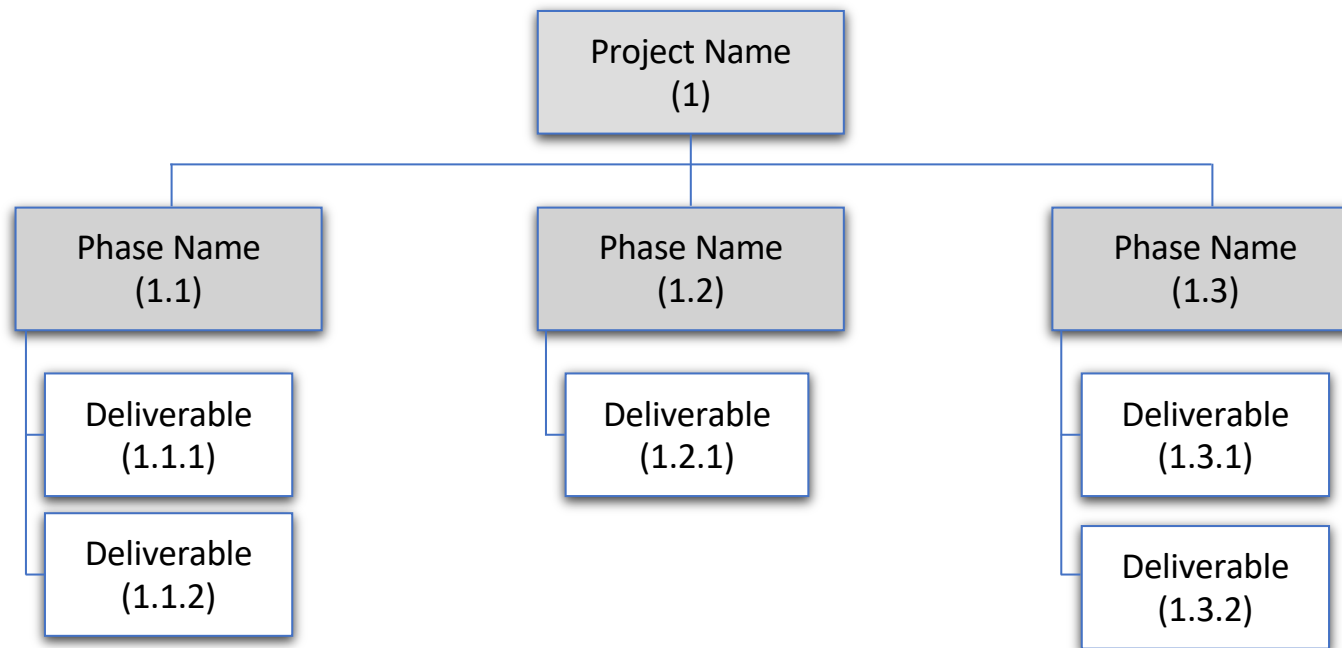 Project Name
(1)
Phase Name
(1.1)
Phase Name
(1.2)
Phase Name
(1.3)
Deliverable
(1.1.1)
Deliverable
(1.2.1)
Deliverable
(1.3.1)
Deliverable
(1.1.2)
Deliverable
(1.3.2)